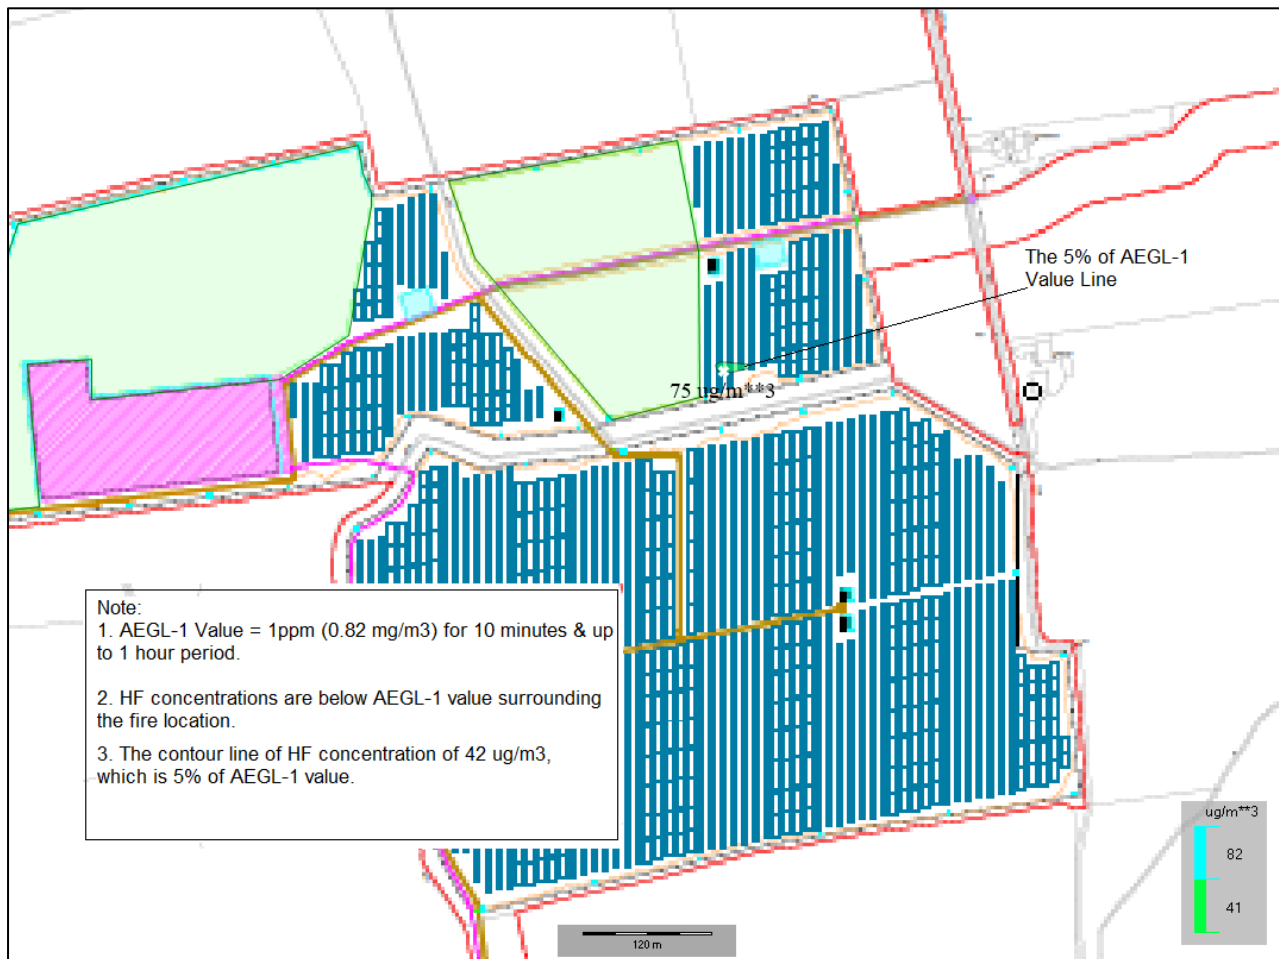 The 5% of AEGL-1
Value Line
75 ug/m**3
Note:
1. AEGL-1 Value = 1ppm (0.82 mg/m3) for 10 minutes & up
to 1 hour period.
2. HF concentrations are below AEGL-1 value surrounding
the fire location.
3. The contour line of HF concentration of 42 ug/m3,
which is 5% of AEGL-1 value.
ug/m**3
82
41
120 m